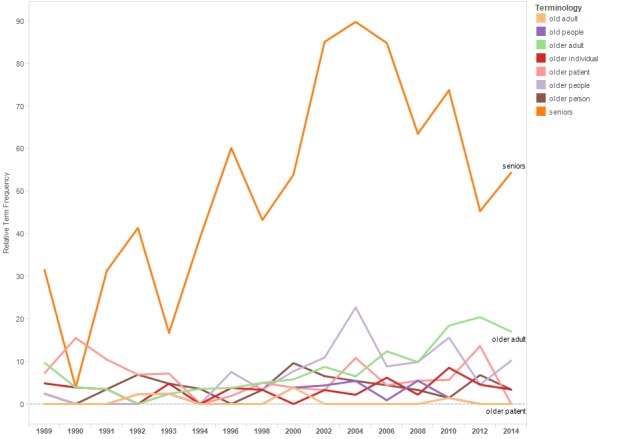 Terminology
old adult
old people
older adult
older individual
older patient
older people
older person
seniors
Relative Term Frequency
90
80
70
60
50
40
30
20
10
0
seniors
older adult
older patient
1989 1990 1991 1992 1993 1994 1996 1998 2000 2002 2004 2006 2008 2010 2012 2014